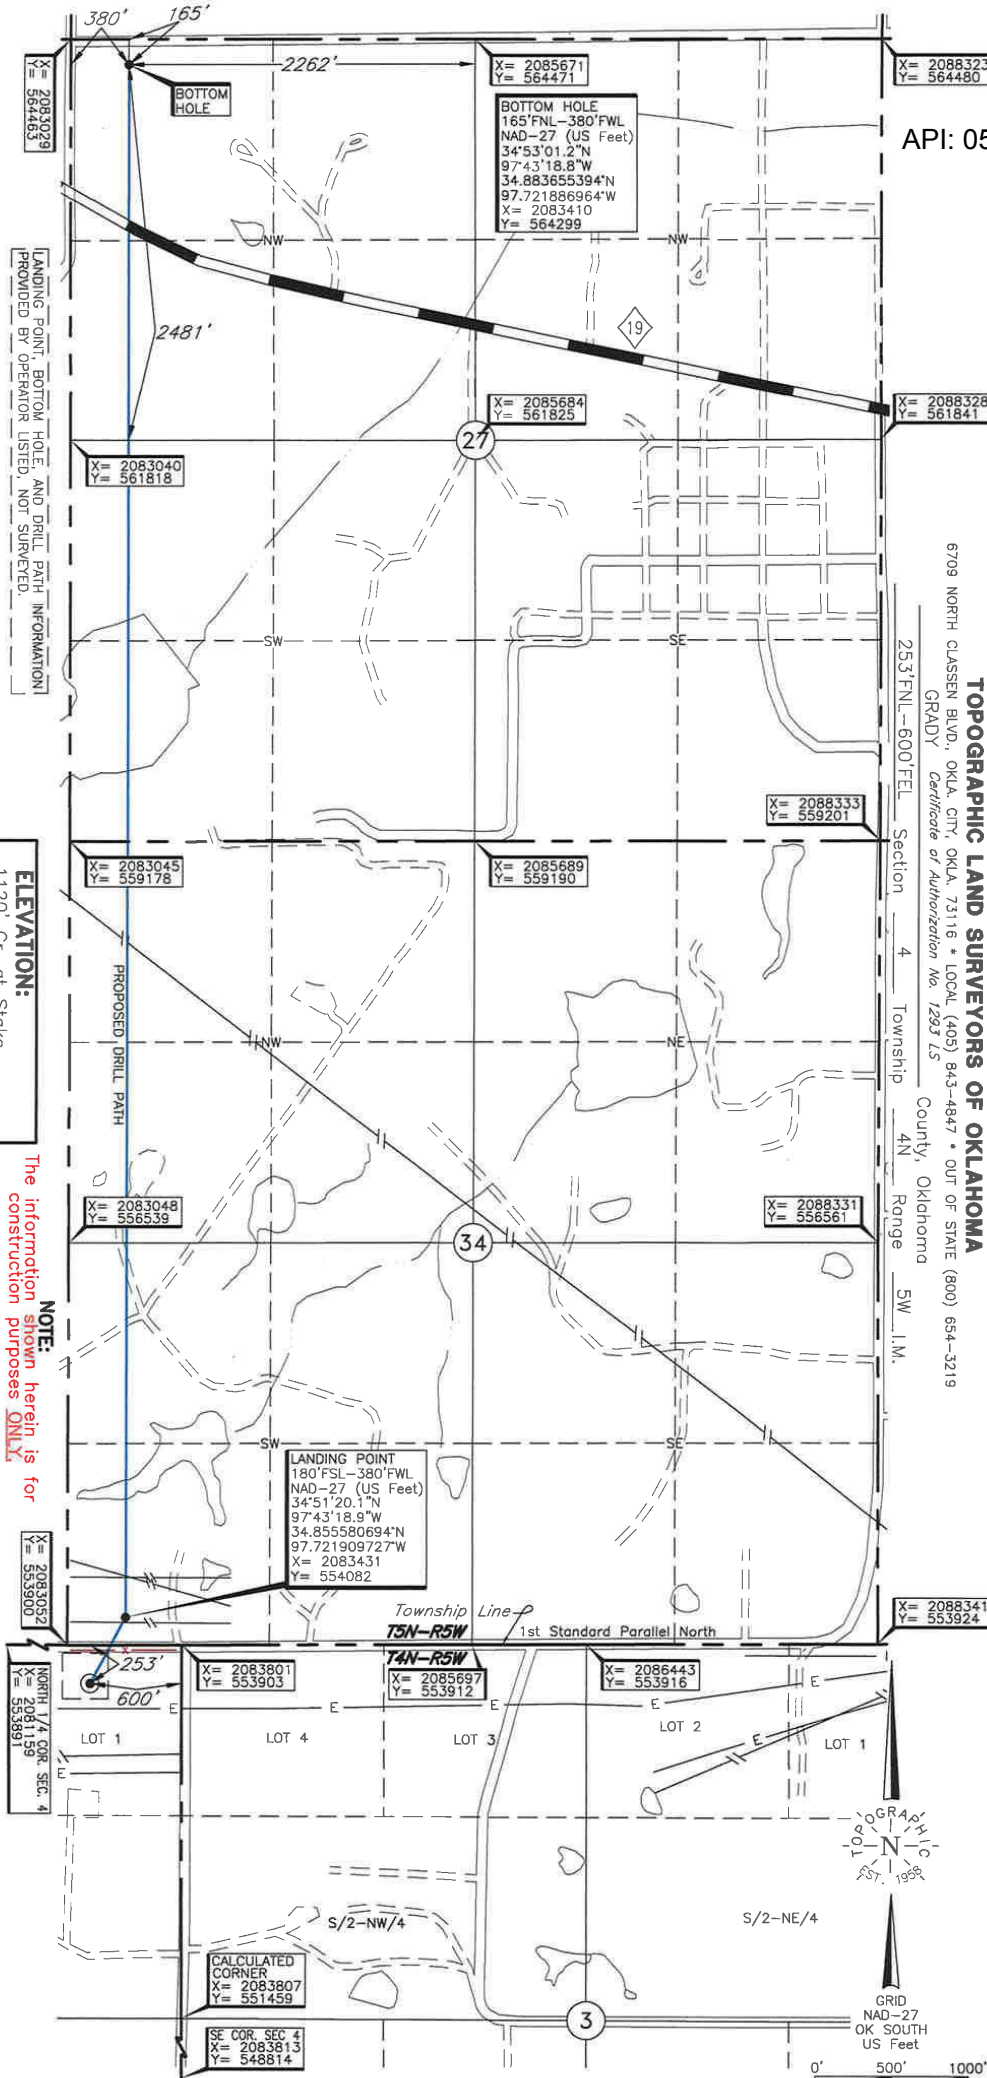 380'
165'
2262'
X= 2083029
Y= 564463
BOTTOM
HOLE
X= 2085671
Y= 564471
X= 2088323
Y= 564480
BOTTOM HOLE
165'FNL-380'FWL
NAD-27 (US Feet)
34°53'01.2"N
97°43'18.8"W
34.883655394°N
97.721886964°W
X= 2083410
Y= 564299
API: 05
NW
NW
19
2481'
LANDING POINT, BOTTOM HOLE, AND DRILL PATH INFORMATION
PROVIDED BY OPERATOR LISTED, NOT SURVEYED.
X= 2085684
Y= 561825
X= 2088328
Y= 561841
27
X= 2083040
Y= 561818
SW
SE
TOPOGRAPHIC LAND SURVEYORS OF OKLAHOMA
6709 NORTH CLASSEN BLVD., OKLA. CITY, OKLA. 73116 * LOCAL (405) 843-4847 * OUT OF STATE (800) 654-3219
Certificate of Authorization No. 1293 LS
GRADY County, Oklahoma
253'FNL-600'FEL Section 4 Township 4N Range 5W I.M.
X= 2088333
Y= 559201
X= 2083045
Y= 559178
X= 2085689
Y= 559190
ELEVATION:
1120' Gr. at Stake
PROPOSED DRILL PATH
NW
NE
X= 2083048
Y= 556539
X= 2088331
Y= 556561
34
NOTE:
The information shown herein is for
construction purposes ONLY.
SW
SE
LANDING POINT
180'FSL-380'FWL
NAD-27 (US Feet)
34°51'20.1"N
97°43'18.9"W
34.855580694°N
97.721909727°W
X= 2083431
Y= 554082
X= 2083052
Y= 553900
X= 2088341
Y= 553924
Township Line
T5N-R5W
1st Standard Parallel North
T4N-R5W
253'
600'
X= 2083801
Y= 553903
X= 2085697
Y= 553912
X= 2086443
Y= 553916
NORTH 1/4 COR. SEC. 4
X= 2081159
Y= 553891
E
E
E
E
E
E
LOT 1
LOT 4
LOT 3
LOT 2
LOT 1
TOPOGRAPHIC
N
EST. 1958
S/2-NW/4
S/2-NE/4
CALCULATED
CORNER
X= 2083807
Y= 551459
3
GRID
NAD-27
OK SOUTH
US Feet
SE COR. SEC 4
X= 2083813
Y= 548814
0' 500' 1000'